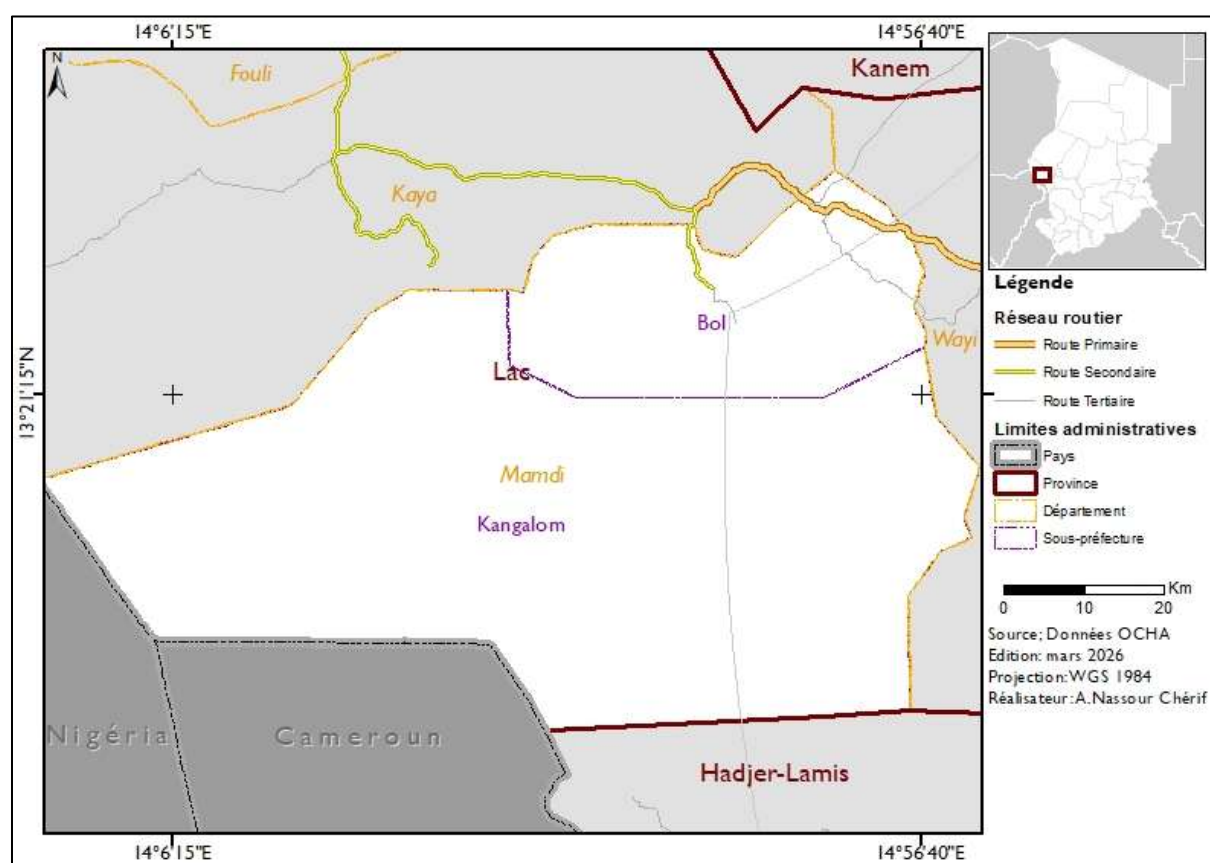 14°6'15"E
14°56'40"E
N
Fouli
Kanem
Kaya
Bol
Wayi
Lac
13°21'15"N
Mamdi
Kangalom
Nigéria
Cameroun
Hadjer-Lamis
14°6'15"E
14°56'40"E
Légende
Réseau routier
Route Primaire
Route Secondaire
Route Tertiaire
Limites administratives
Pays
Province
Département
Sous-préfecture
Km
0 10 20
Source; Données OCHA
Edition: mars 2026
Projection: WGS 1984
Réalisateur: A.Nassour Chérif